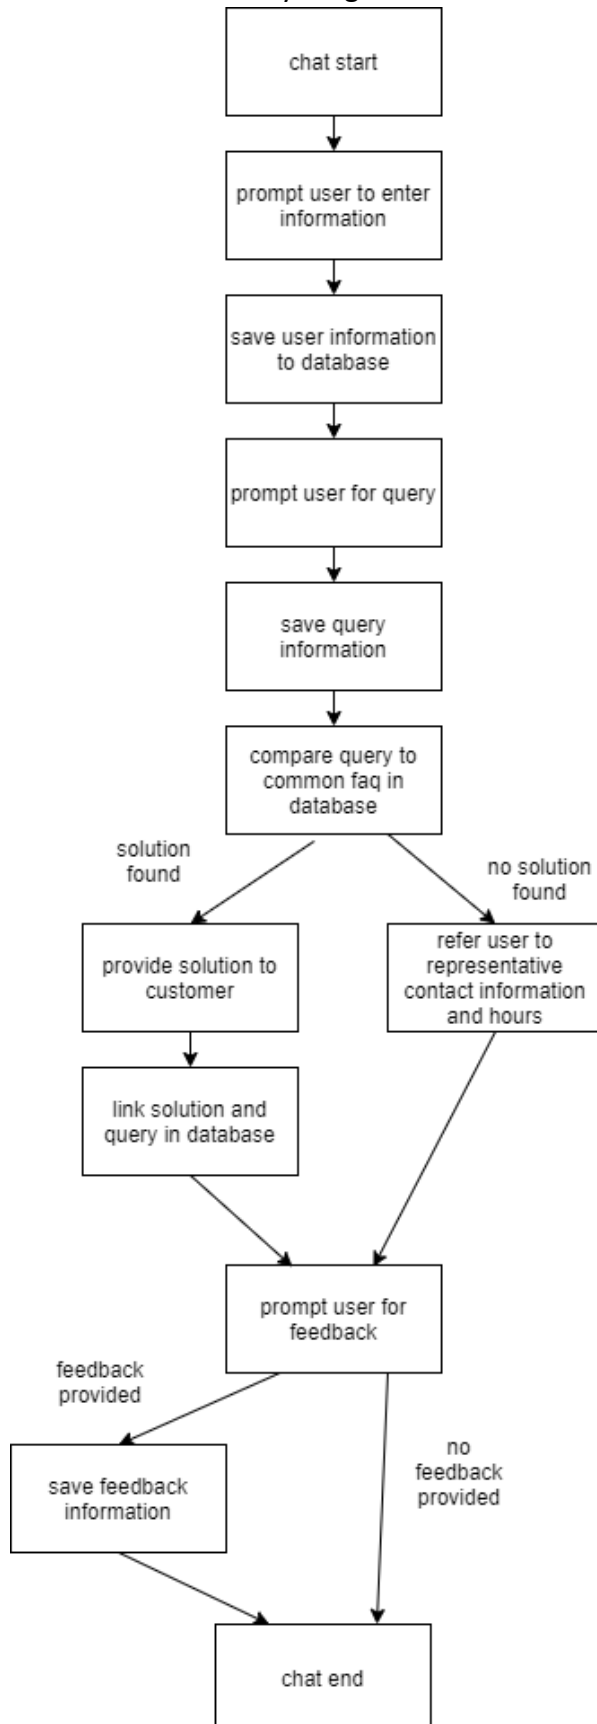 chat start
prompt user to enter
information
save user information
to database
prompt user for query
save query
information
compare query to
common faq in
database
solution
found
no solution
found
provide solution to
customer
refer user to
representative
contact information
and hours
link solution and
query in database
prompt user for
feedback
feedback
provided
no
feedback
provided
save feedback
information
chat end